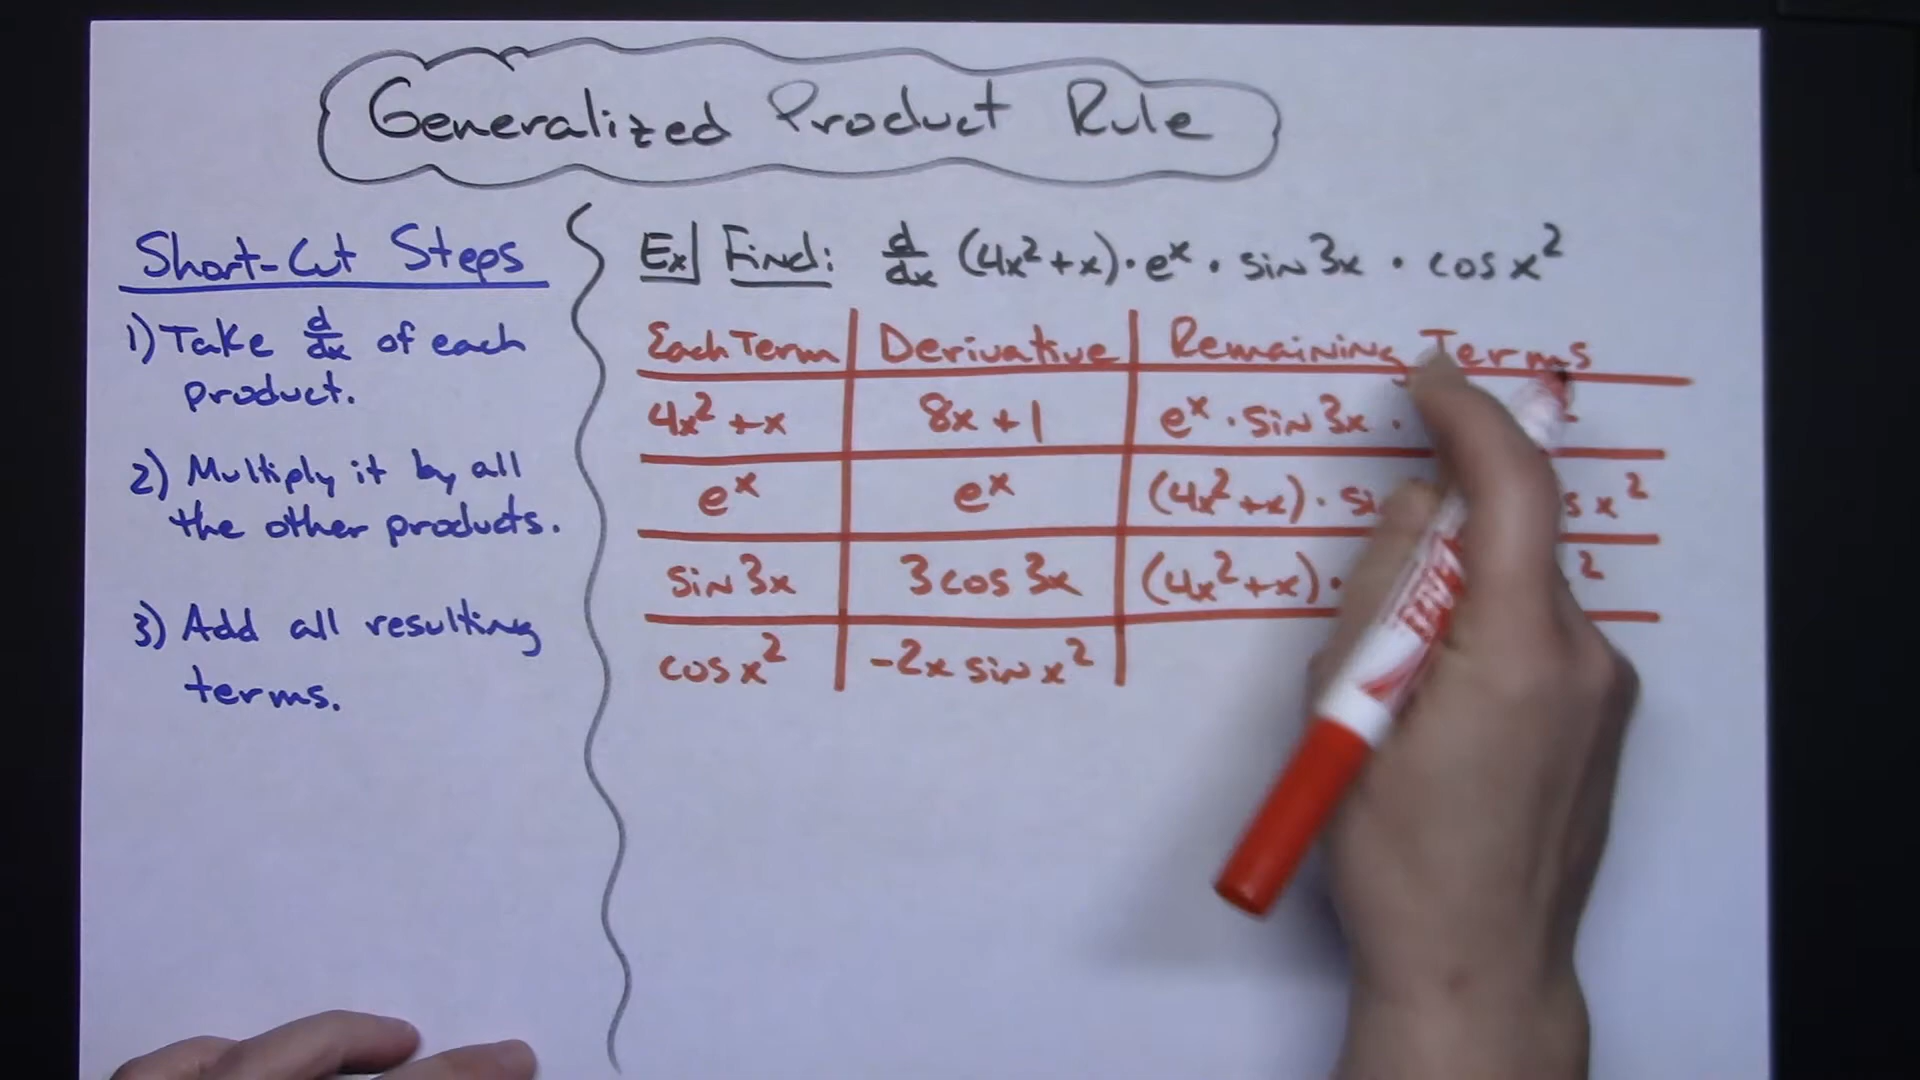 Generalized Product Rule
Short-Cut Steps
1) Take d/dx of each
product.
2) Multiply it by all
the other products.
3) Add all resulting
terms.
Ex] Find: d/dx (4x²+x)·eˣ · sin 3x · cos x²
Each Term Derivative Remaining Terms
4x²+x 8x+1 eˣ · sin 3x ·
eˣ eˣ (4x²+x) · x²
sin 3x 3 cos 3x (4x²+x) ·
cos x² -2x sin x²